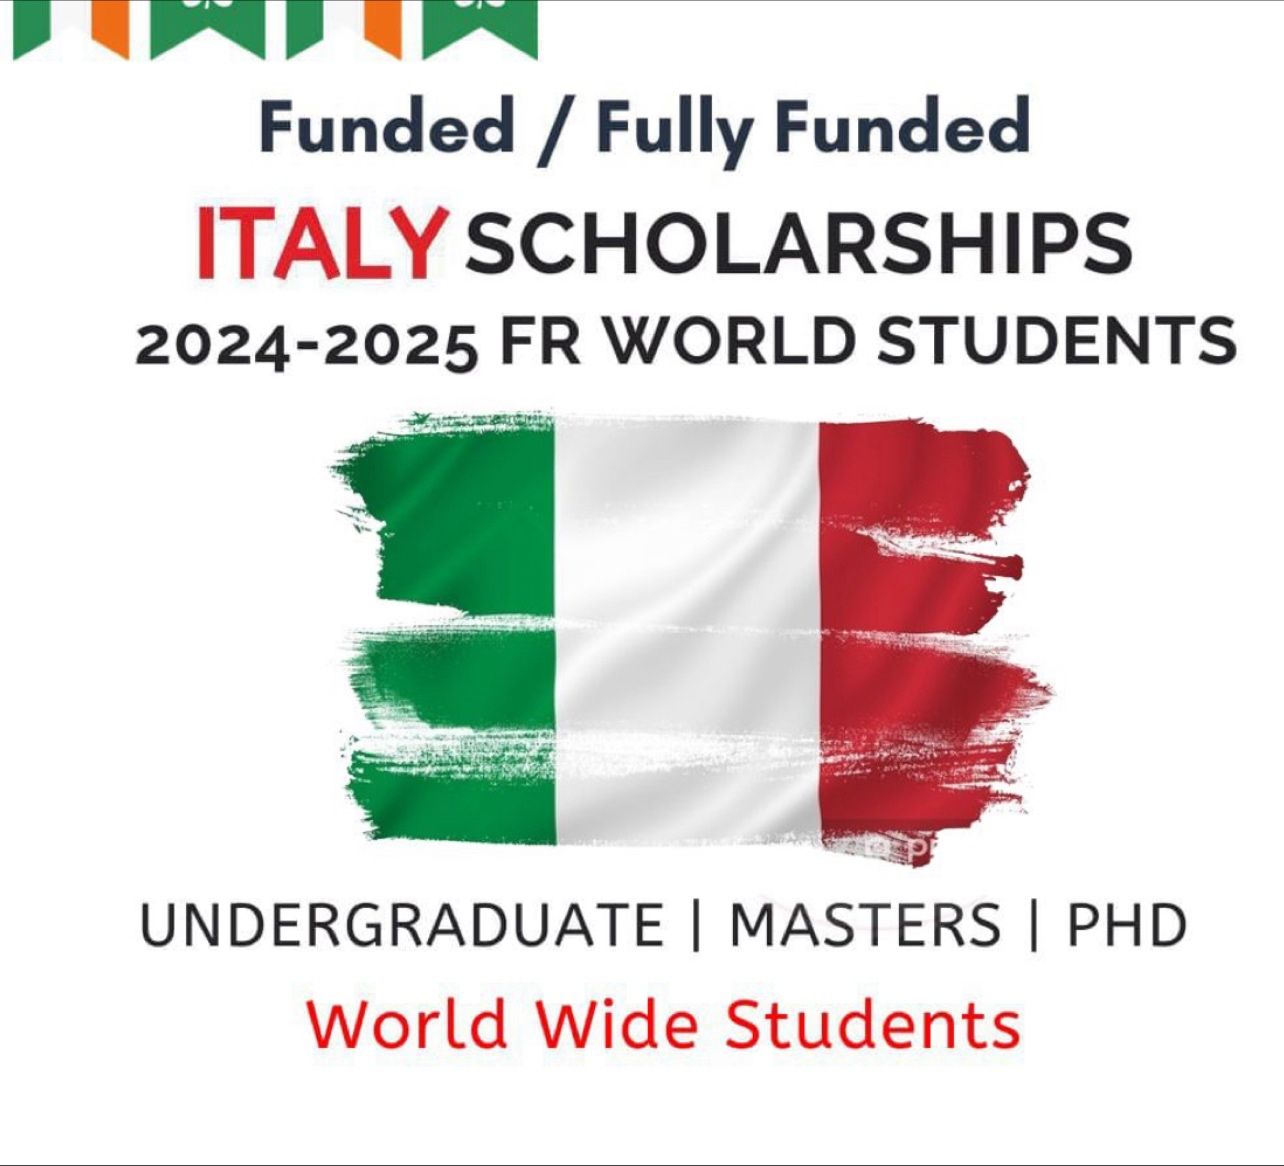 Funded / Fully Funded
ITALY SCHOLARSHIPS
2024-2025 FR WORLD STUDENTS
UNDERGRADUATE | MASTERS | PHD
World Wide Students